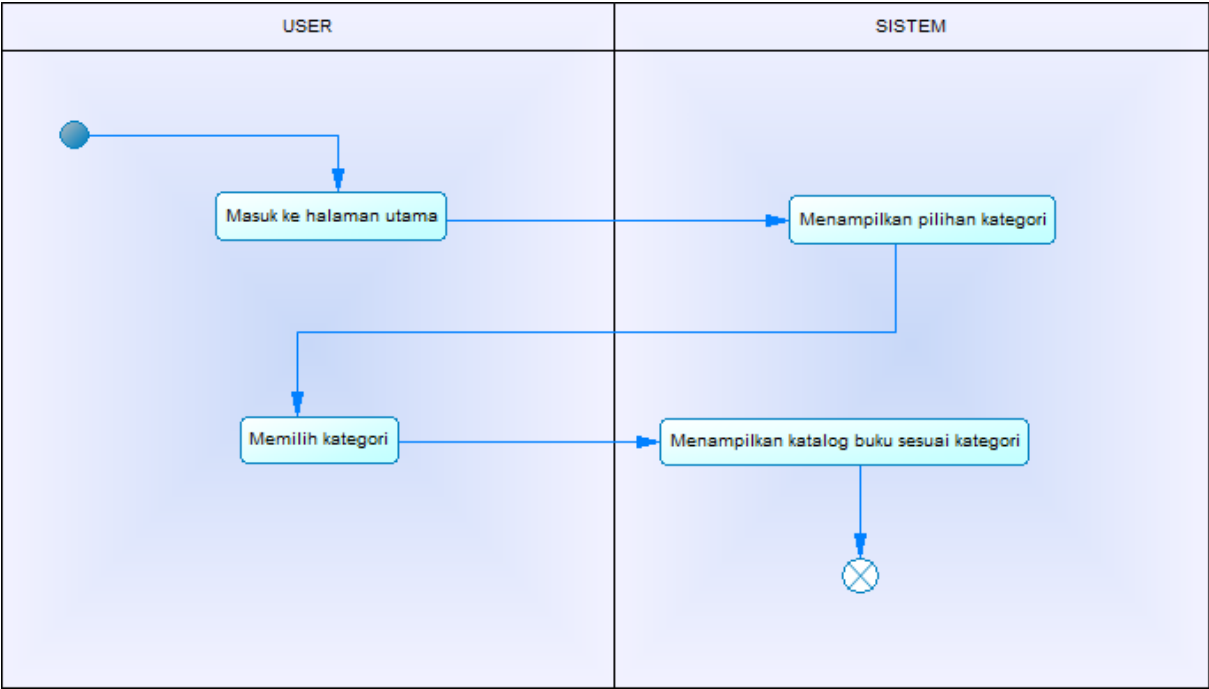 USER
SISTEM
Masuk ke halaman utama
Menampilkan pilihan kategori
Memilih kategori
Menampilkan katalog buku sesuai kategori